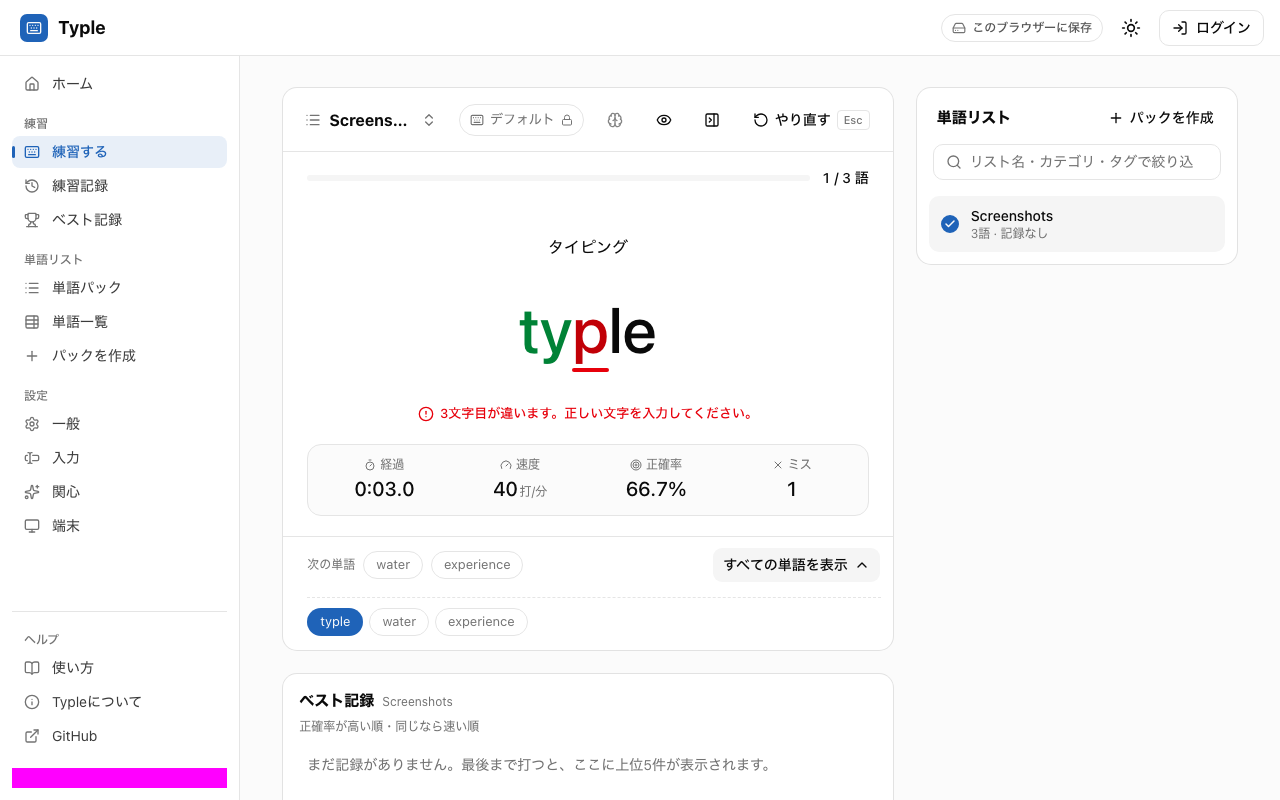 Typle
このブラウザーに保存
ログイン
ホーム
練習
練習する
練習記録
ベスト記録
単語リスト
単語パック
単語一覧
パックを作成
設定
一般
入力
関心
端末
ヘルプ
使い方
Typleについて
GitHub
Screens...
デフォルト
やり直す Esc
1 / 3 語
タイピング
typle
3文字目が違います。正しい文字を入力してください。
経過 速度 正確率 ミス
0:03.0 40打/分 66.7% 1
次の単語 water experience すべての単語を表示
typle water experience
ベスト記録 Screenshots
正確率が高い順・同じなら速い順
まだ記録がありません。最後まで打つと、ここに上位5件が表示されます。
単語リスト
パックを作成
リスト名・カテゴリ・タグで絞り込
Screenshots
3語 · 記録なし